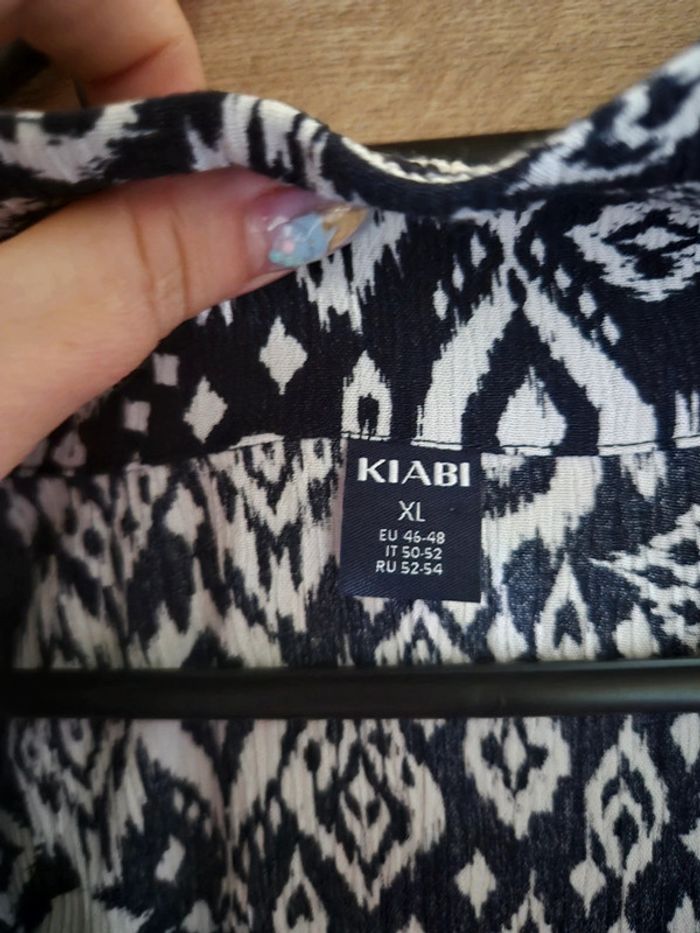 KIABI
XL
EU 46-48
IT 50-52
RU 52-54